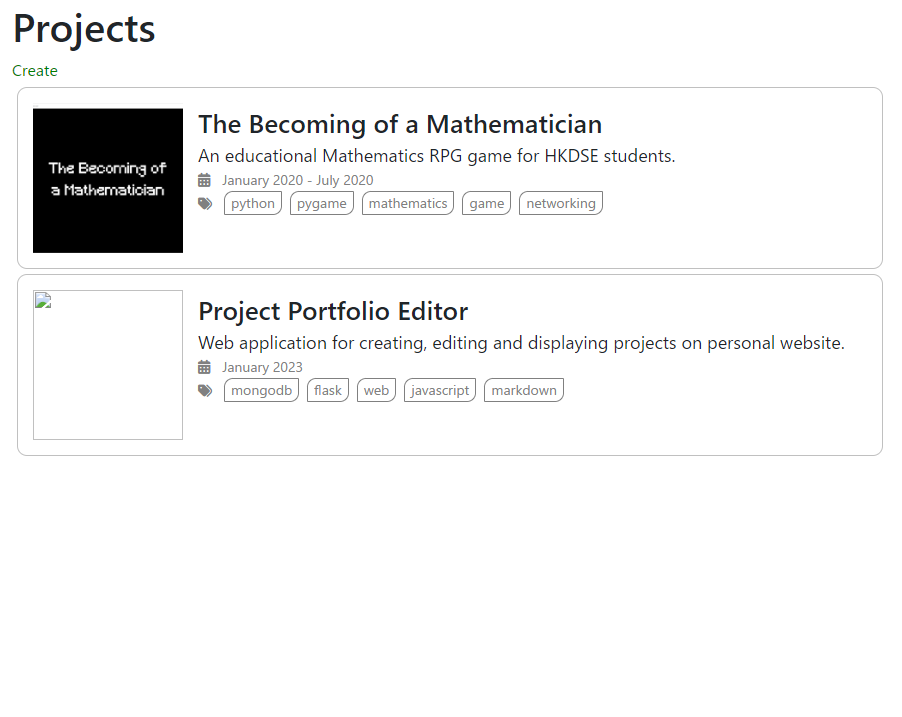 Projects
Create
The Becoming of
a Mathematician
The Becoming of a Mathematician
An educational Mathematics RPG game for HKDSE students.
January 2020 - July 2020
python pygame mathematics game networking
Project Portfolio Editor
Web application for creating, editing and displaying projects on personal website.
January 2023
mongodb flask web javascript markdown